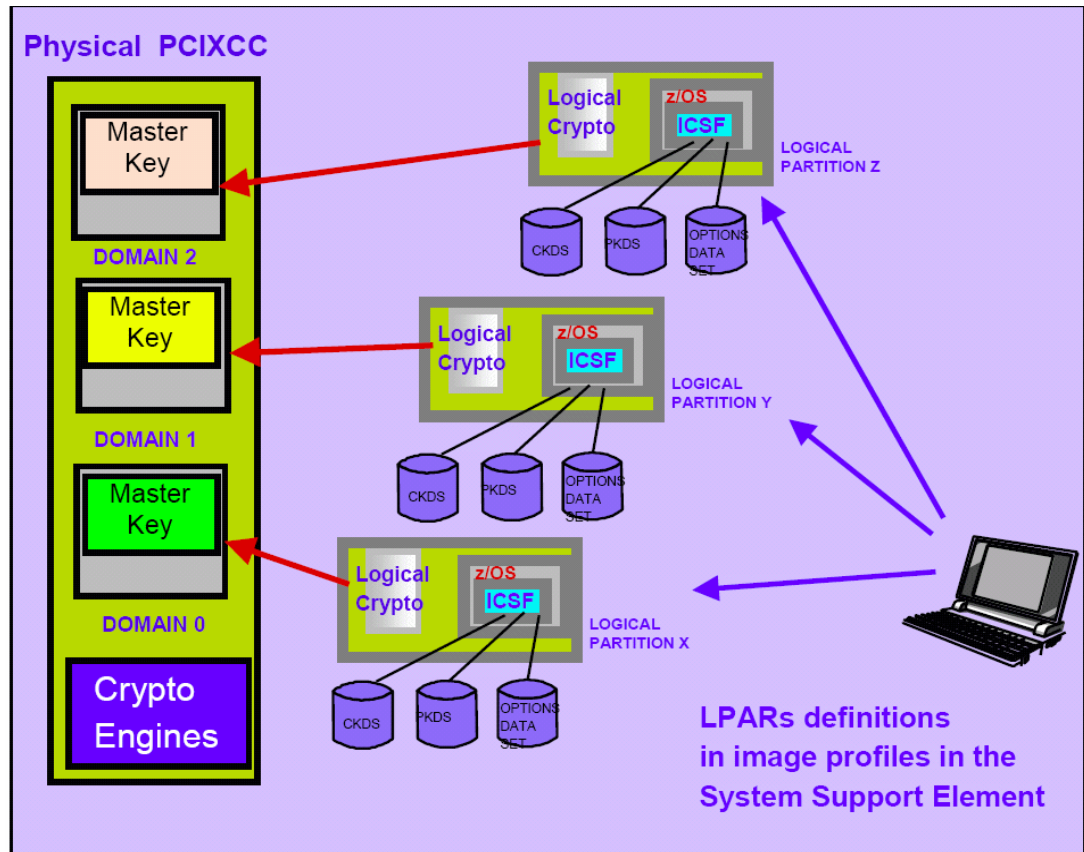 Physical PCIXCC
Master
Key
DOMAIN 2
Master
Key
DOMAIN 1
Master
Key
DOMAIN 0
Crypto
Engines
Logical
Crypto
z/OS
ICSF
LOGICAL
PARTITION Z
CKDS
PKDS
OPTIONS
DATA
SET
Logical
Crypto
z/OS
ICSF
LOGICAL
PARTITION Y
CKDS
PKDS
OPTIONS
DATA
SET
Logical
Crypto
z/OS
ICSF
LOGICAL
PARTITION X
CKDS
PKDS
OPTIONS
DATA
SET
LPARs definitions
in image profiles in the
System Support Element